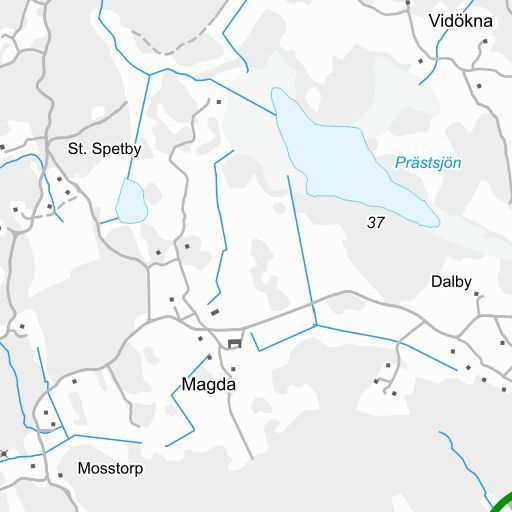 Vidökna
St. Spetby
Prästsjön
37
Dalby
Magda
Mosstorp